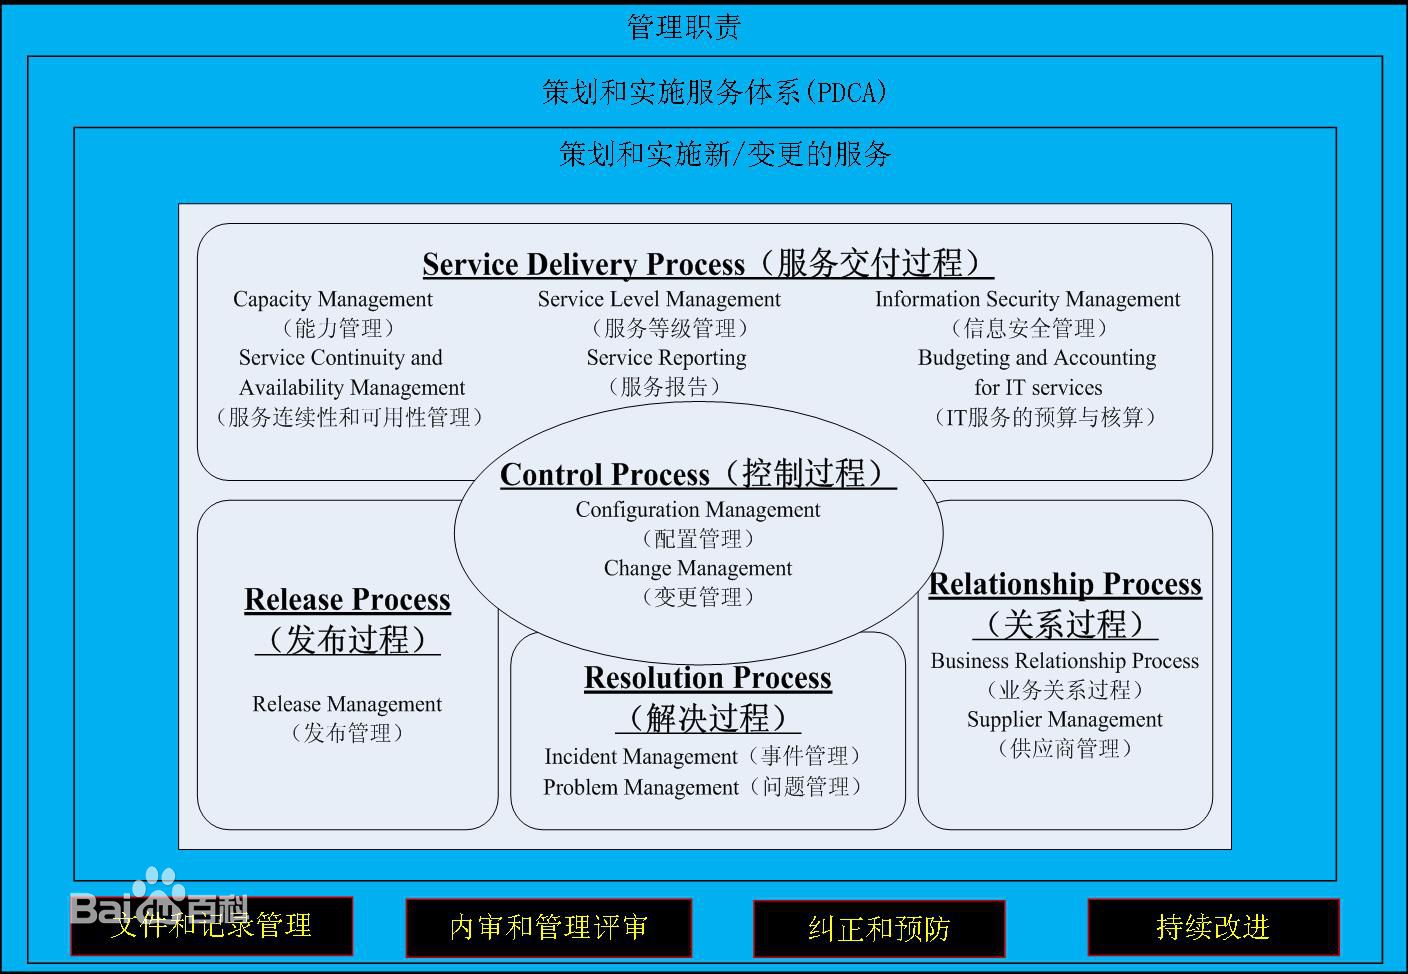 管理职责
策划和实施服务体系(PDCA)
策划和实施新/变更的服务
Service Delivery Process（服务交付过程）
Capacity Management
（能力管理）
Service Continuity and
Availability Management
（服务连续性和可用性管理）
Service Level Management
（服务等级管理）
Service Reporting
（服务报告）
Information Security Management
（信息安全管理）
Budgeting and Accounting
for IT services
（IT服务的预算与核算）
Control Process（控制过程）
Configuration Management
（配置管理）
Change Management
（变更管理）
Release Process
（发布过程）
Release Management
（发布管理）
Resolution Process
（解决过程）
Incident Management（事件管理）
Problem Management（问题管理）
Relationship Process
（关系过程）
Business Relationship Process
（业务关系过程）
Supplier Management
（供应商管理）
Bai百科
文件和记录管理
内审和管理评审
纠正和预防
持续改进